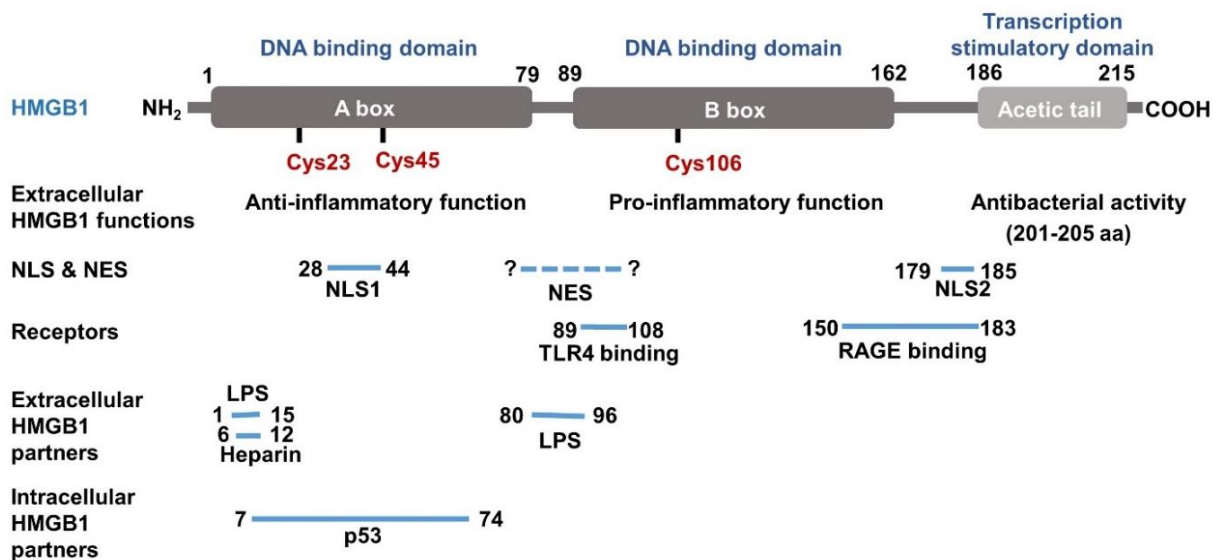 DNA binding domain DNA binding domain Transcription
stimulatory domain
1 79 89 162 186 215
HMGB1 NH2 A box B box Acetic tail COOH
Cys23 Cys45 Cys106
Extracellular
HMGB1 functions
Anti-inflammatory function Pro-inflammatory function Antibacterial activity
(201-205 aa)
NLS & NES 28 44 ? ? 179 185
NLS1 NES NLS2
Receptors 89 108 150 183
TLR4 binding RAGE binding
Extracellular
HMGB1
partners
LPS
1 15 80 96
6 12 LPS
Heparin
Intracellular
HMGB1
partners
7 74
p53